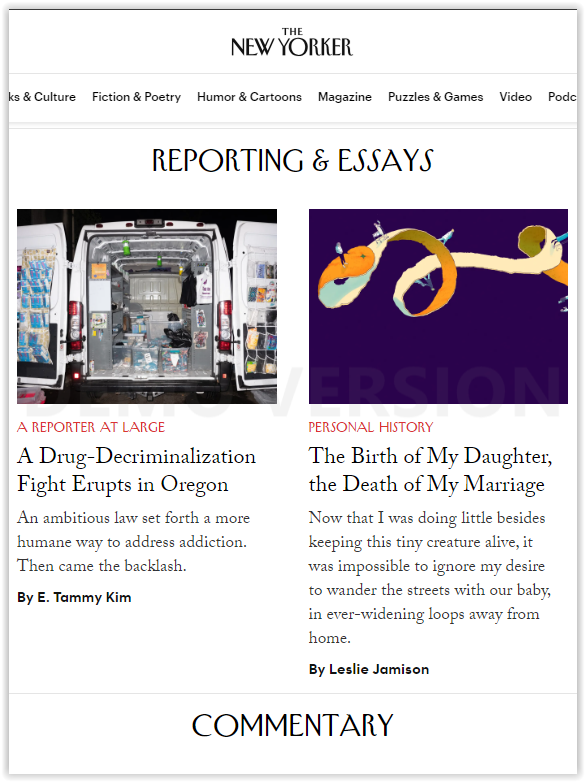 THE
NEW YORKER
ks & Culture Fiction & Poetry Humor & Cartoons Magazine Puzzles & Games Video Podc
REPORTING & ESSAYS
DEMO VERSION
A REPORTER AT LARGE
A Drug-Decriminalization
Fight Erupts in Oregon
An ambitious law set forth a more
humane way to address addiction.
Then came the backlash.
By E. Tammy Kim
PERSONAL HISTORY
The Birth of My Daughter,
the Death of My Marriage
Now that I was doing little besides
keeping this tiny creature alive, it
was impossible to ignore my desire
to wander the streets with our baby,
in ever-widening loops away from
home.
By Leslie Jamison
COMMENTARY